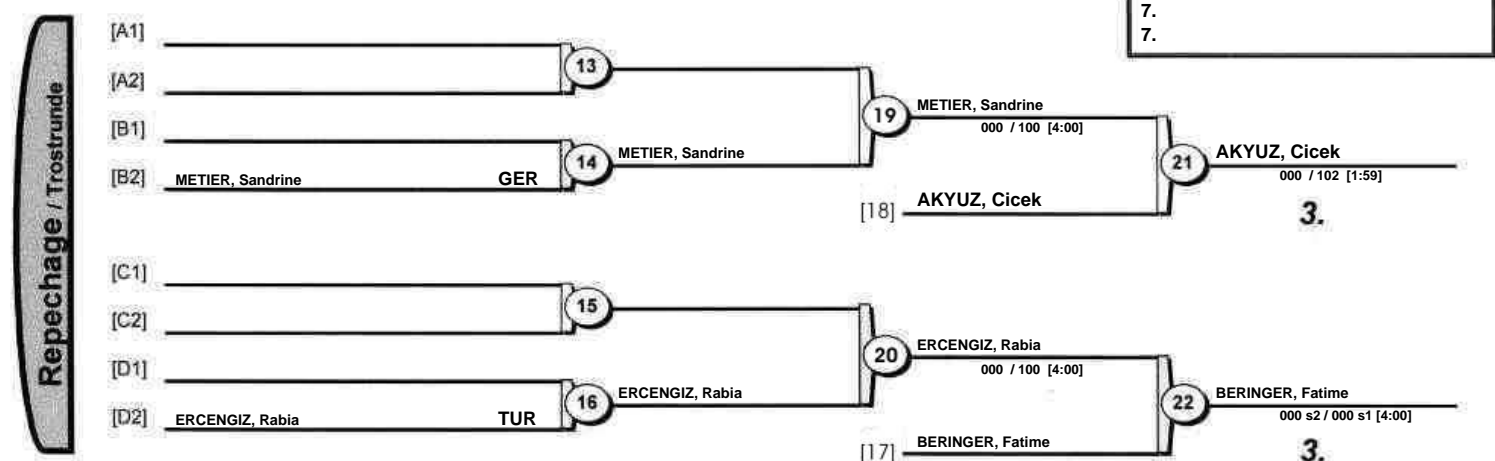 7.
7.
Repechage / Trostrunde
[A1]
13
[A2]
METIER, Sandrine
19
000 / 100 [4:00]
[B1]
14
METIER, Sandrine
[B2] METIER, Sandrine GER
21
AKYUZ, Cicek
000 / 102 [1:59]
[18] AKYUZ, Cicek
3.
[C1]
15
[C2]
ERCENGIZ, Rabia
20
000 / 100 [4:00]
[D1]
16
ERCENGIZ, Rabia
[D2] ERCENGIZ, Rabia TUR
22
BERINGER, Fatime
000 s2 / 000 s1 [4:00]
[17] BERINGER, Fatime
3.